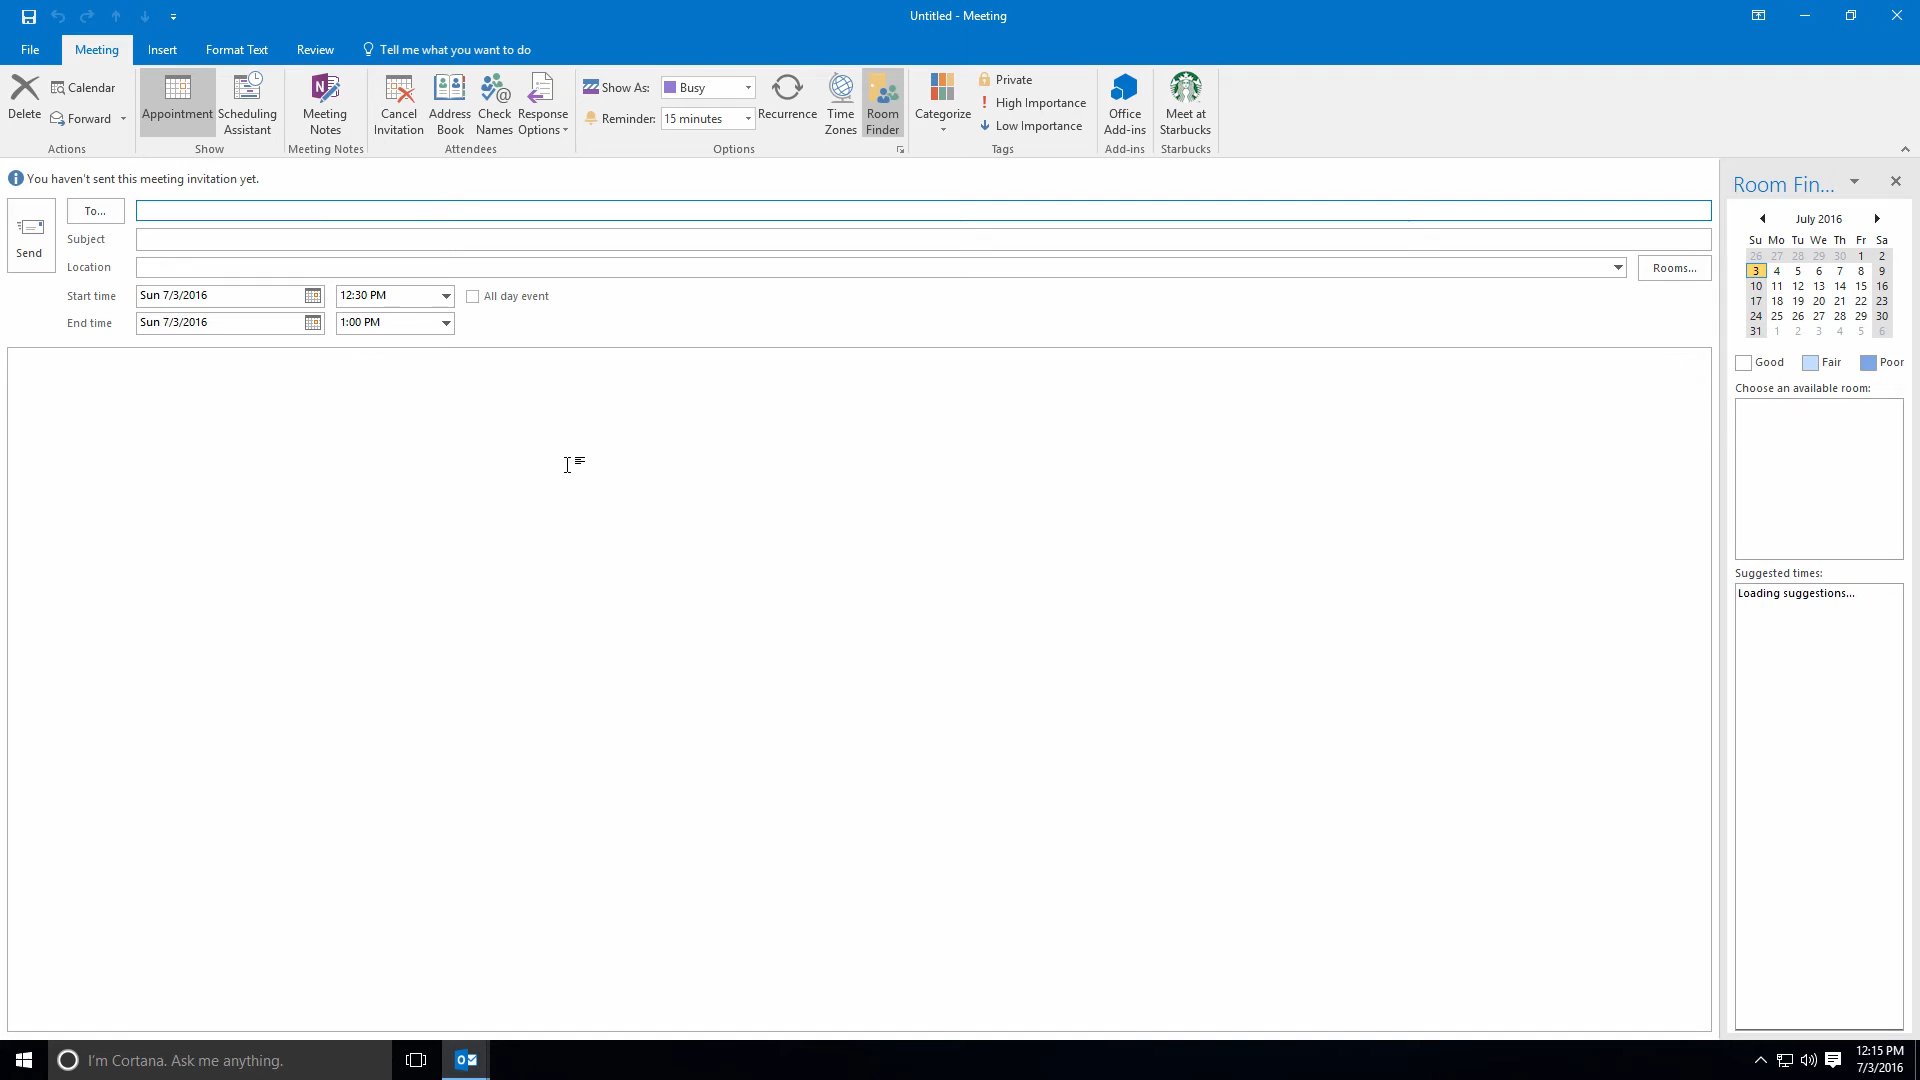 Untitled - Meeting
File Meeting Insert Format Text Review Tell me what you want to do
Delete Calendar Forward
Actions
Appointment Scheduling Assistant
Show
Meeting Notes
Meeting Notes
Cancel Invitation Address Book Check Names Response Options
Attendees
Show As: Busy
Reminder: 15 minutes
Recurrence Time Zones Room Finder
Options
Categorize
Private
High Importance
Low Importance
Tags
Office Add-ins
Add-ins
Meet at Starbucks
Starbucks
You haven't sent this meeting invitation yet.
Send
To...
Subject
Location Rooms...
Start time Sun 7/3/2016 12:30 PM All day event
End time Sun 7/3/2016 1:00 PM
Room Fin...
July 2016
Su Mo Tu We Th Fr Sa
26 27 28 29 30 1 2
3 4 5 6 7 8 9
10 11 12 13 14 15 16
17 18 19 20 21 22 23
24 25 26 27 28 29 30
31 1 2 3 4 5 6
Good Fair Poor
Choose an available room:
Suggested times:
Loading suggestions...
I'm Cortana. Ask me anything.
12:15 PM
7/3/2016